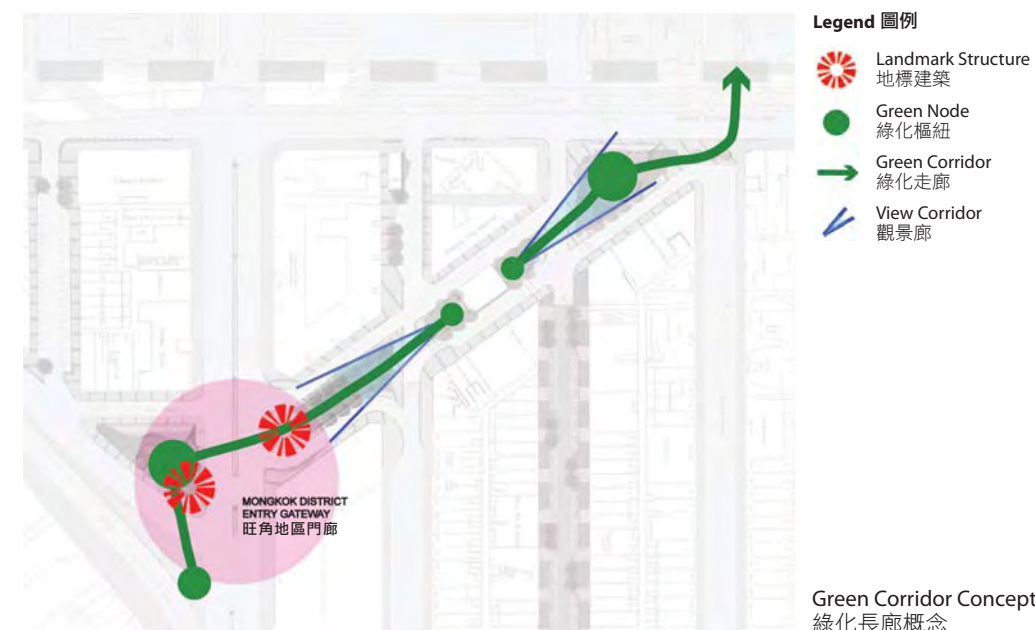 Legend 圖例
Landmark Structure
地標建築
Green Node
綠化樞紐
Green Corridor
綠化走廊
View Corridor
觀景廊
MONGKOK DISTRICT
ENTRY GATEWAY
旺角地區門廊
Green Corridor Concept
綠化長廊概念